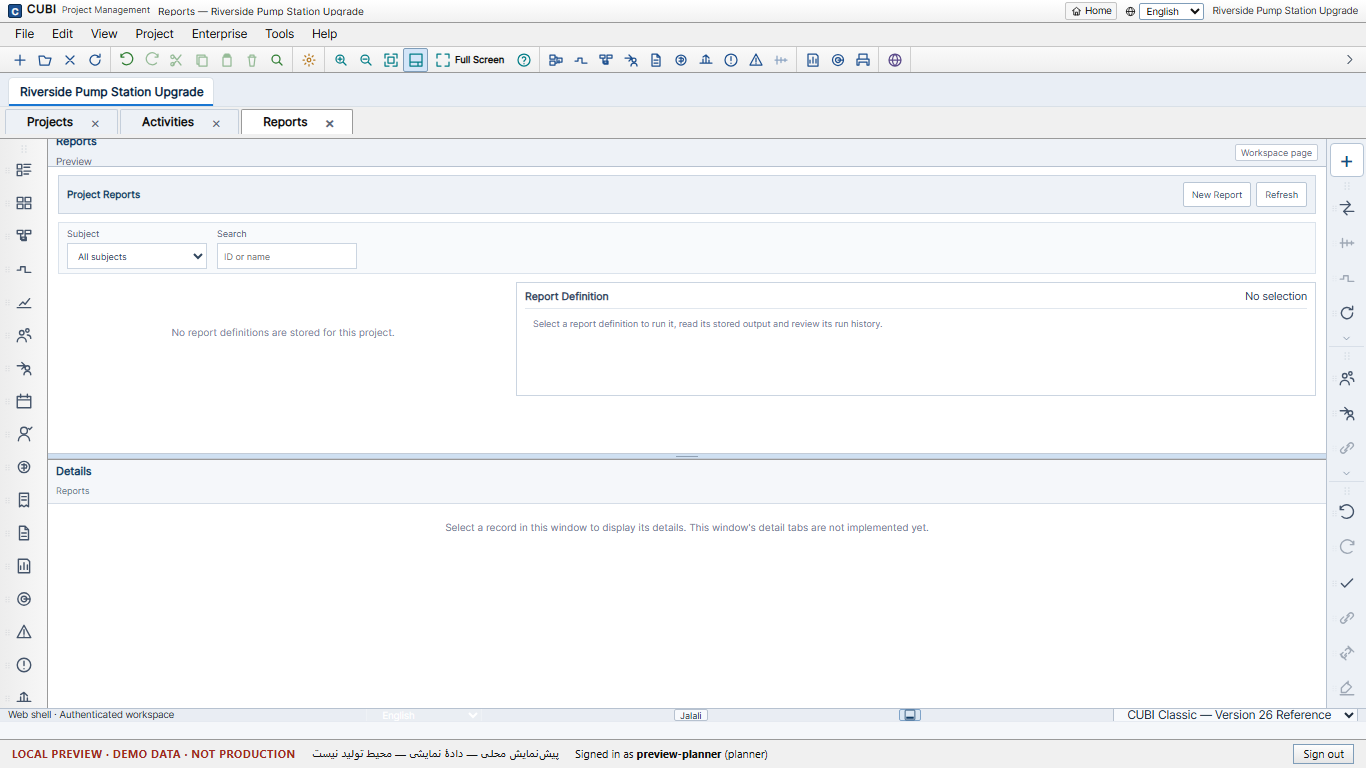 C CUBI Project Management Reports — Riverside Pump Station Upgrade Home English Riverside Pump Station Upgrade
File Edit View Project Enterprise Tools Help
Full Screen
Riverside Pump Station Upgrade
Projects Activities Reports
Reports
Preview
Workspace page
Project Reports
New Report Refresh
Subject Search
All subjects ID or name
Report Definition No selection
No report definitions are stored for this project.
Select a report definition to run it, read its stored output and review its run history.
Details
Reports
Select a record in this window to display its details. This window's detail tabs are not implemented yet.
Web shell · Authenticated workspace English Jalali CUBI Classic — Version 26 Reference
LOCAL PREVIEW · DEMO DATA · NOT PRODUCTION پیش‌نمایش محلی — دادهٔ نمایشی — محیط تولید نیست Signed in as preview-planner (planner) Sign out